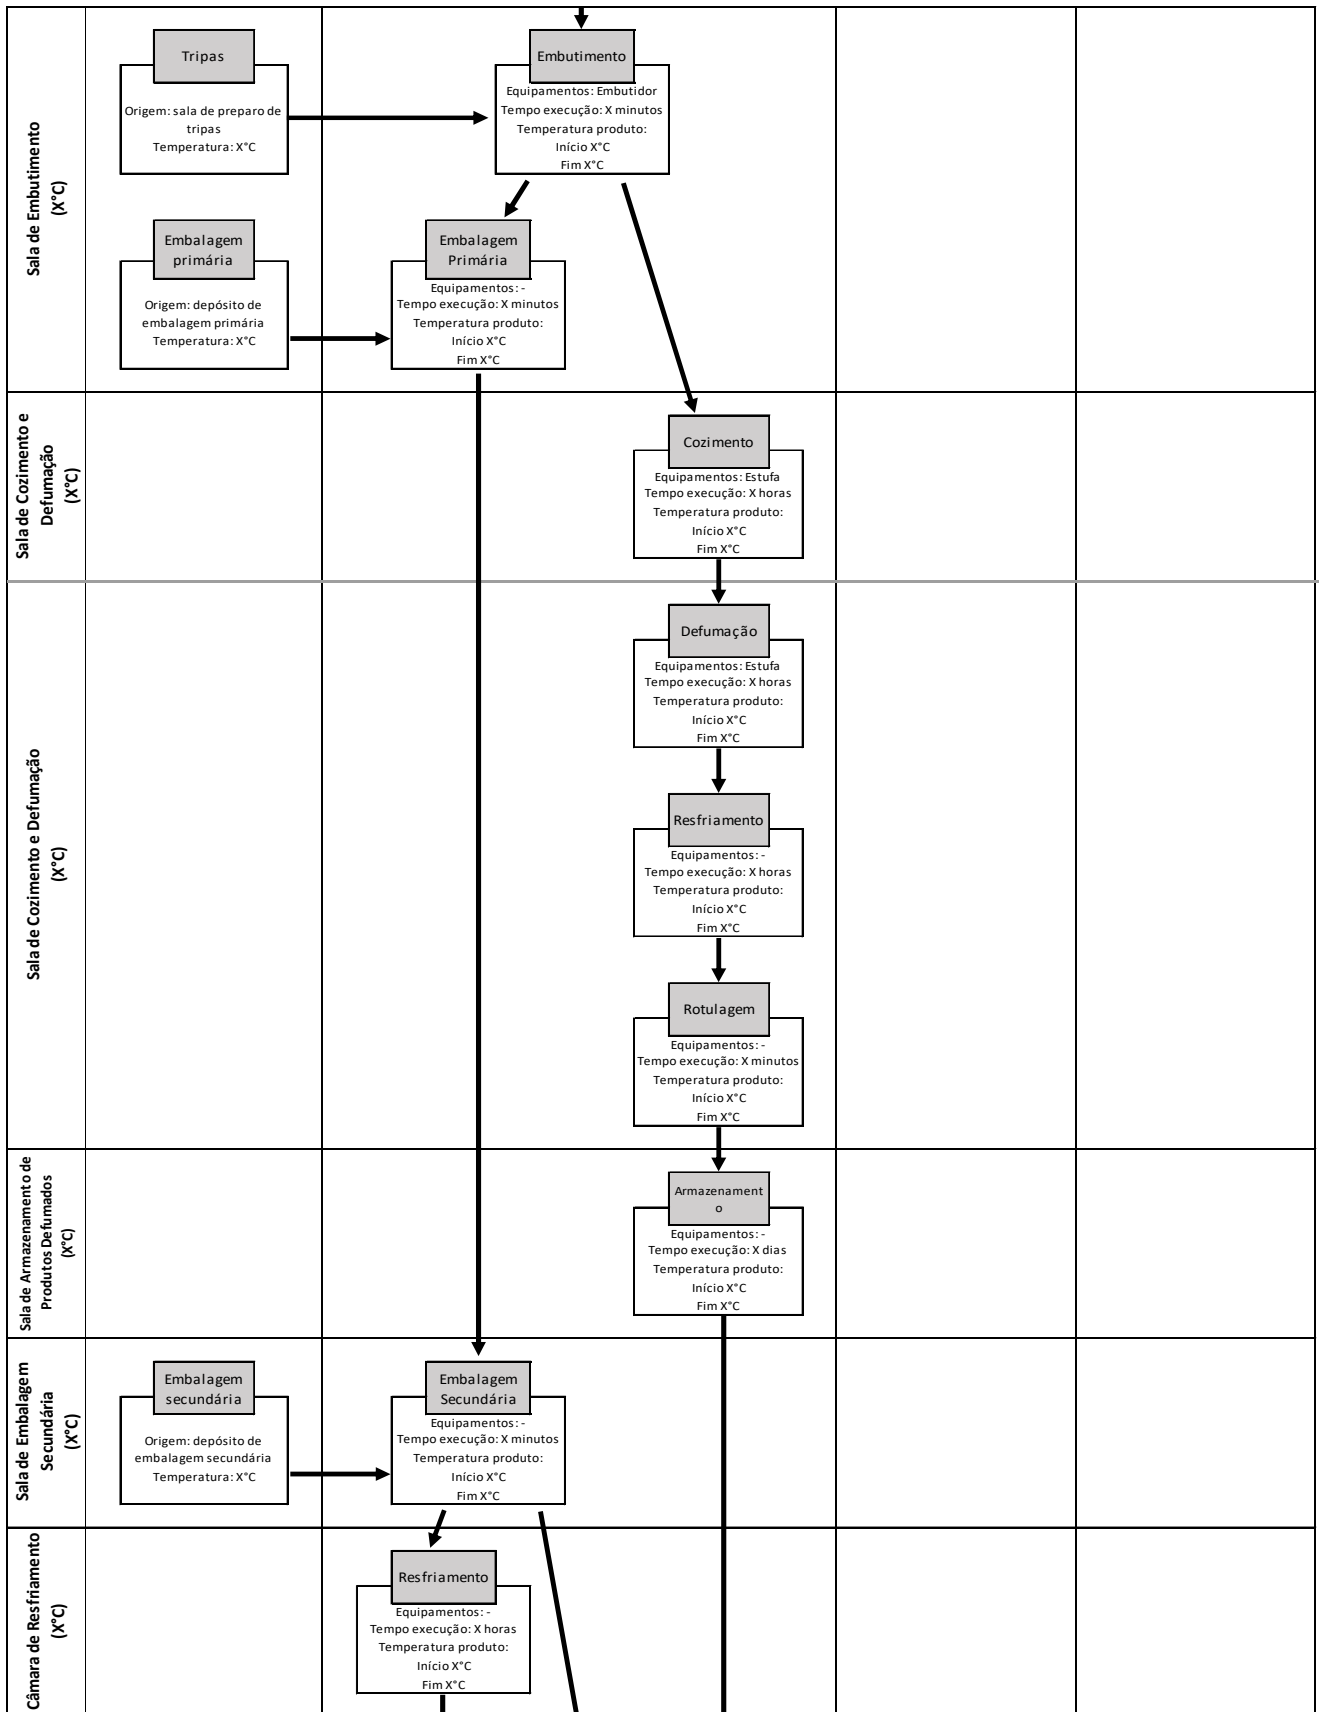 Sala de Embutimento
(X°C)
Tripas
Origem: sala de preparo de
tripas
Temperatura: X°C
Embutimento
Equipamentos: Embutidor
Tempo execução: X minutos
Temperatura produto:
Início X°C
Fim X°C
Embalagem
primária
Origem: depósito de
embalagem primária
Temperatura: X°C
Embalagem
Primária
Equipamentos: -
Tempo execução: X minutos
Temperatura produto:
Início X°C
Fim X°C
Sala de Cozimento e
Defumação
(X°C)
Cozimento
Equipamentos: Estufa
Tempo execução: X horas
Temperatura produto:
Início X°C
Fim X°C
Sala de Cozimento e Defumação
(X°C)
Defumação
Equipamentos: Estufa
Tempo execução: X horas
Temperatura produto:
Início X°C
Fim X°C
Resfriamento
Equipamentos: -
Tempo execução: X horas
Temperatura produto:
Início X°C
Fim X°C
Rotulagem
Equipamentos: -
Tempo execução: X minutos
Temperatura produto:
Início X°C
Fim X°C
Sala de Armazenamento de
Produtos Defumados
(X°C)
Armazenament
o
Equipamentos: -
Tempo execução: X dias
Temperatura produto:
Início X°C
Fim X°C
Sala de Embalagem
Secundária
(X°C)
Embalagem
secundária
Origem: depósito de
embalagem secundária
Temperatura: X°C
Embalagem
Secundária
Equipamentos: -
Tempo execução: X minutos
Temperatura produto:
Início X°C
Fim X°C
Câmara de Resfriamento
(X°C)
Resfriamento
Equipamentos: -
Tempo execução: X horas
Temperatura produto:
Início X°C
Fim X°C